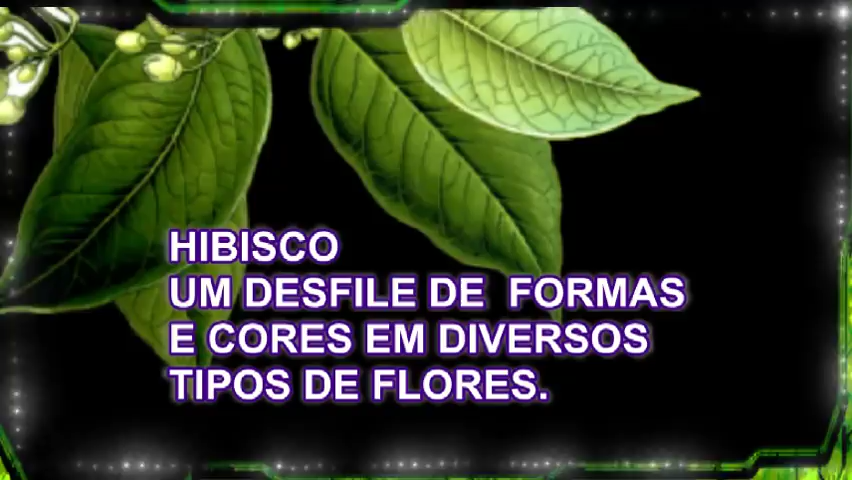 HIBISCO
UM DESFILE DE  FORMAS
E CORES EM DIVERSOS
TIPOS DE FLORES.